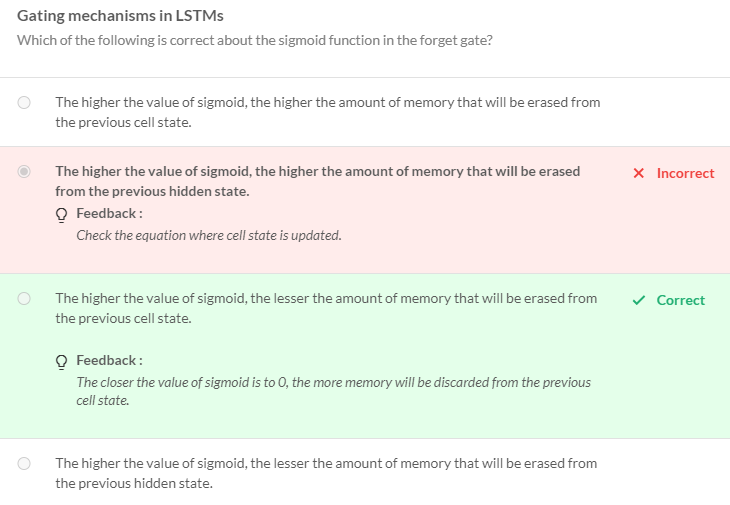 Gating mechanisms in LSTMs
Which of the following is correct about the sigmoid function in the forget gate?
The higher the value of sigmoid, the higher the amount of memory that will be erased from
the previous cell state.
The higher the value of sigmoid, the higher the amount of memory that will be erased
from the previous hidden state.
Incorrect
Feedback :
Check the equation where cell state is updated.
The higher the value of sigmoid, the lesser the amount of memory that will be erased from
the previous cell state.
Correct
Feedback :
The closer the value of sigmoid is to 0, the more memory will be discarded from the previous
cell state.
The higher the value of sigmoid, the lesser the amount of memory that will be erased from
the previous hidden state.